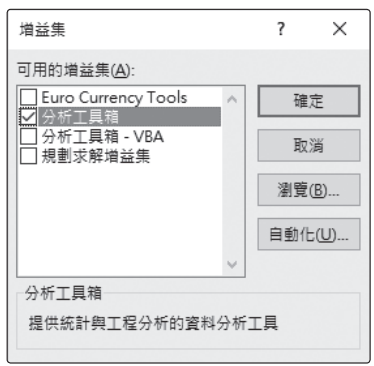 增益集
?
×
可用的增益集(A):
Euro Currency Tools
分析工具箱
分析工具箱 - VBA
規劃求解增益集
確定
取消
瀏覽(B)...
自動化(U)...
分析工具箱
提供統計與工程分析的資料分析工具